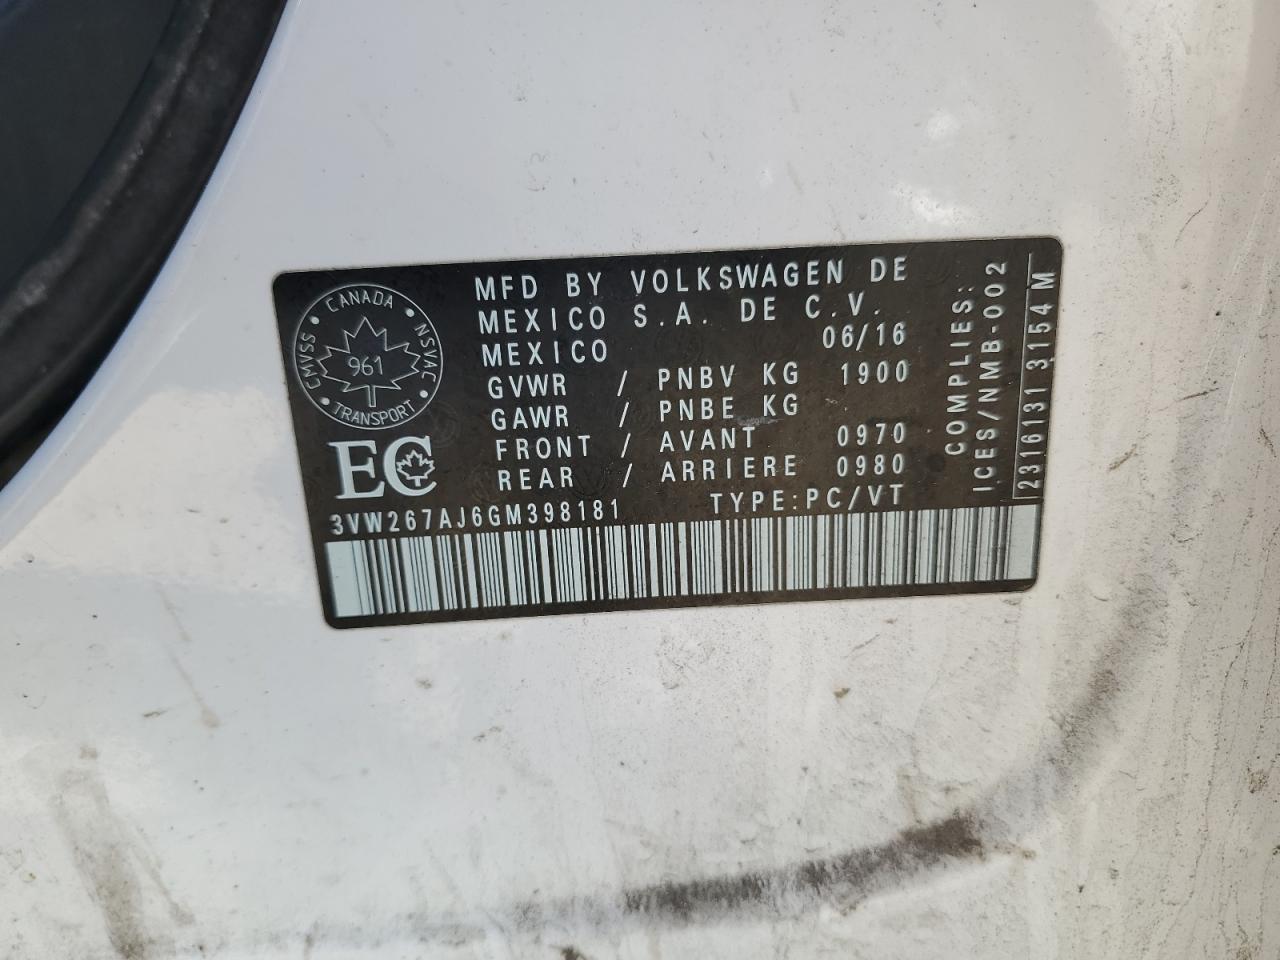 MFD BY VOLKSWAGEN DE
MEXICO S.A. DE C.V.
MEXICO 06/16
GVWR / PNBV KG 1900
GAWR / PNBE KG
FRONT / AVANT 0970
REAR / ARRIERE 0980
3VW267AJ6GM398181 TYPE:PC/VT
CANADA
CMVSS NSVAC
961
TRANSPORT
EC
COMPLIES:
ICES/NMB-002
2316131 3154 M